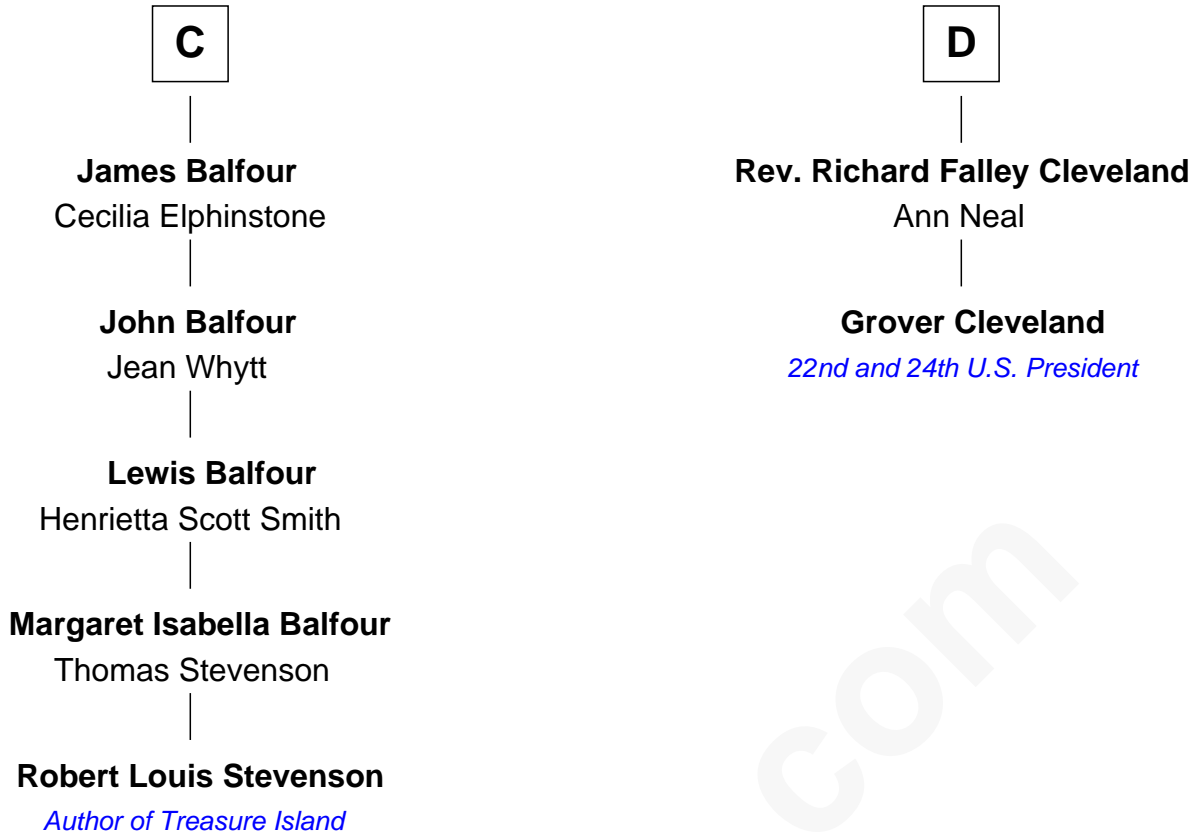 C
James Balfour
Cecilia Elphinstone
John Balfour
Jean Whytt
Lewis Balfour
Henrietta Scott Smith
Margaret Isabella Balfour
Thomas Stevenson
Robert Louis Stevenson
Author of Treasure Island
D
Rev. Richard Falley Cleveland
Ann Neal
Grover Cleveland
22nd and 24th U.S. President
com